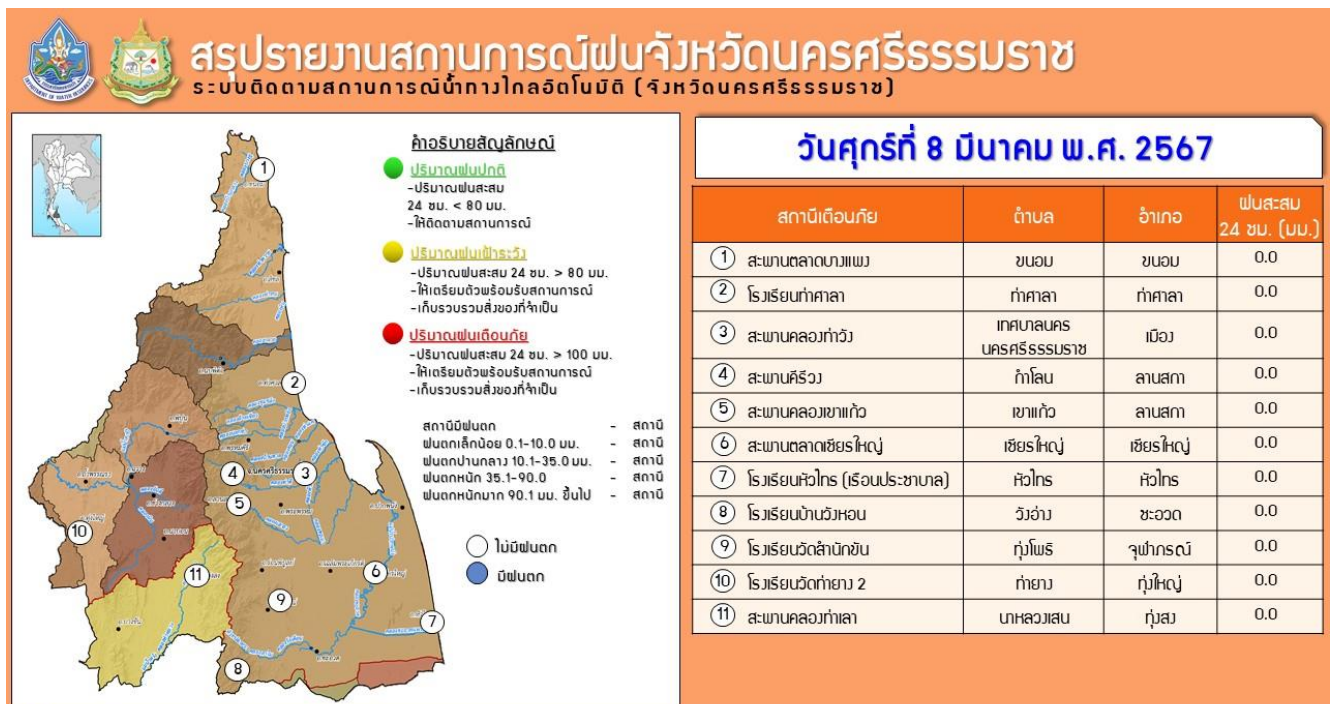 สรุปรายงานสถานการณ์ฝนจังหวัดนครศรีธรรมราช
ระบบติดตามสถานการณ์น้ำทางไกลอัตโนมัติ (จังหวัดนครศรีธรรมราช)
คำอธิบายสัญลักษณ์
ปริมาณฝนปกติ
-ปริมาณฝนสะสม
24 ชม. < 80 มม.
-ให้ติดตามสถานการณ์
ปริมาณฝนเฝ้าระวัง
-ปริมาณฝนสะสม 24 ชม. > 80 มม.
-ให้เตรียมตัวพร้อมรับสถานการณ์
-เก็บรวบรวมสิ่งของที่จำเป็น
ปริมาณฝนเตือนภัย
-ปริมาณฝนสะสม 24 ชม. > 100 มม.
-ให้เตรียมตัวพร้อมรับสถานการณ์
-เก็บรวบรวมสิ่งของที่จำเป็น
สถานีมีฝนตก - สถานี
ฝนตกเล็กน้อย 0.1-10.0 มม. - สถานี
ฝนตกปานกลาง 10.1-35.0 มม. - สถานี
ฝนตกหนัก 35.1-90.0 - สถานี
ฝนตกหนักมาก 90.1 มม. ขึ้นไป - สถานี
ไม่มีฝนตก
มีฝนตก
1
2
4
3
5
10
11
6
9
7
8
วันศุกร์ที่ 8 มีนาคม พ.ศ. 2567
สถานีเตือนภัย ตำบล อำเภอ ฝนสะสม
24 ชม. (มม.)
1 สะพานตลาดบางแพง ขนอม ขนอม 0.0
2 โรงเรียนท่าศาลา ท่าศาลา ท่าศาลา 0.0
3 สะพานคลองท่าวัง เทศบาลนคร
นครศรีธรรมราช เมือง 0.0
4 สะพานคีรีวง กำโลน ลานสกา 0.0
5 สะพานคลองเขาแก้ว เขาแก้ว ลานสกา 0.0
6 สะพานตลาดเชียรใหญ่ เชียรใหญ่ เชียรใหญ่ 0.0
7 โรงเรียนหัวไทร (เรือนประชาบาล) หัวไทร หัวไทร 0.0
8 โรงเรียนบ้านวังหอน วังอ่าง ชะอวด 0.0
9 โรงเรียนวัดสำนักขัน ทุ่งโพธิ จุฬาภรณ์ 0.0
10 โรงเรียนวัดท่ายาง 2 ท่ายาง ทุ่งใหญ่ 0.0
11 สะพานคลองท่าเลา นาหลวงเสน ทุ่งสง 0.0